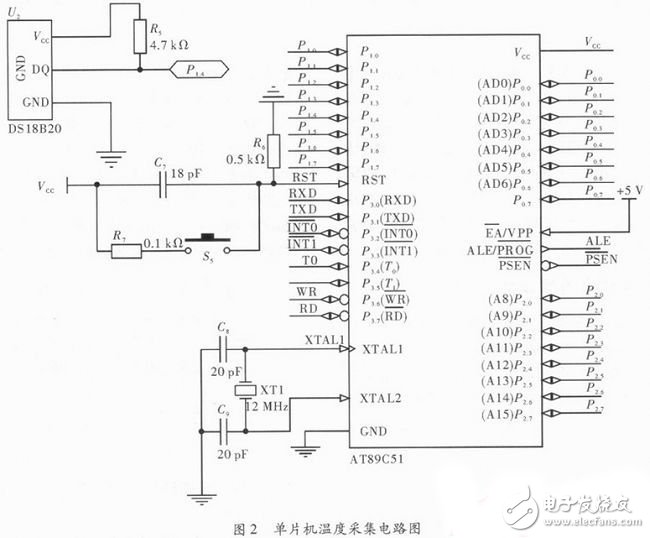 U2
VCC
GND
DQ
GND
DS18B20
R5
4.7 kΩ
P1.4
VCC
C7
18 pF
R6
0.5 kΩ
R7
0.1 kΩ
S5
P1.0
P1.1
P1.2
P1.3
P1.4
P1.5
P1.6
P1.7
RST
RXD
TXD
INT0
INT1
T0
WR
RD
XTAL1
P1.0
P1.1
P1.2
P1.3
P1.4
P1.5
P1.6
P1.7
RST
P3.0(RXD)
P3.1(TXD)
P3.2(INT0)
P3.3(INT1)
P3.4(T0)
P3.5(T1)
P3.6(WR)
P3.7(RD)
XTAL1
XTAL2
GND
AT89C51
VCC
(AD0)P0.0
(AD1)P0.1
(AD2)P0.2
(AD3)P0.3
(AD4)P0.4
(AD5)P0.5
(AD6)P0.6
P0.7
EA/VPP
ALE/PROG
PSEN
(A8)P2.0
(A9)P2.1
(A10)P2.2
(A11)P2.3
(A12)P2.4
(A13)P2.5
(A14)P2.6
(A15)P2.7
VCC
P0.0
P0.1
P0.2
P0.3
P0.4
P0.5
P0.6
P0.7
+5 V
ALE
PSEN
P2.0
P2.1
P2.2
P2.3
P2.4
P2.5
P2.6
P2.7
C8
20 pF
XT1
12 MHz
C9
20 pF
图 2 单片机温度采集电路图
电子发烧友
www.elecfans.com